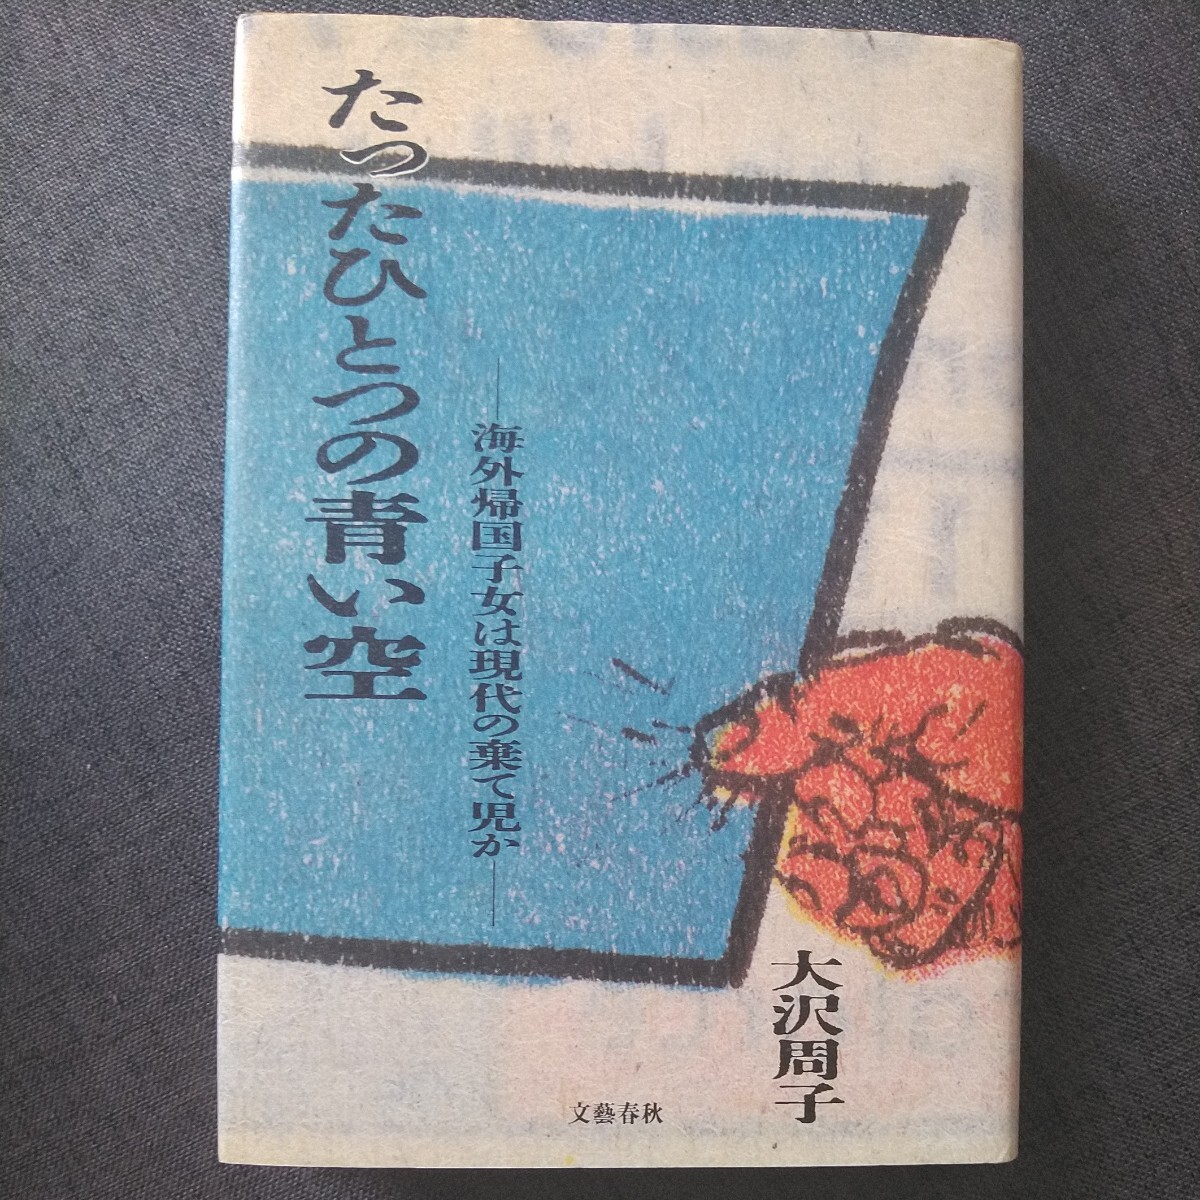 たったひとつの青い空
――海外帰国子女は現代の棄て児か――
大沢周子
文藝春秋